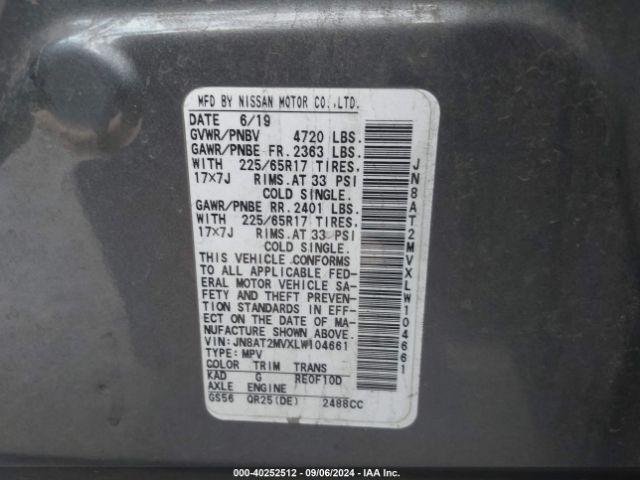 MFD BY NISSAN MOTOR CO.,LTD.
DATE 6/19
GVWR/PNBV 4720 LBS.
GAWR/PNBE FR. 2363 LBS.
WITH 225/65R17 TIRES,
17×7J RIMS.AT 33 PSI
COLD SINGLE.
GAWR/PNBE RR. 2401 LBS.
WITH 225/65R17 TIRES,
17×7J RIMS.AT 33 PSI
COLD SINGLE.
THIS VEHICLE CONFORMS
TO ALL APPLICABLE FED-
ERAL MOTOR VEHICLE SA-
FETY AND THEFT PREVEN-
TION STANDARDS IN EFF-
ECT ON THE DATE OF MA-
NUFACTURE SHOWN ABOVE.
VIN: JN8AT2MVXLW104661
TYPE: MPV
COLOR TRIM TRANS
KAD G RE0F10D
AXLE ENGINE
GS56 QR25(DE) 2488CC
JN8AT2MVXLW104661
000-40252512 - 09/06/2024 - IAA Inc.